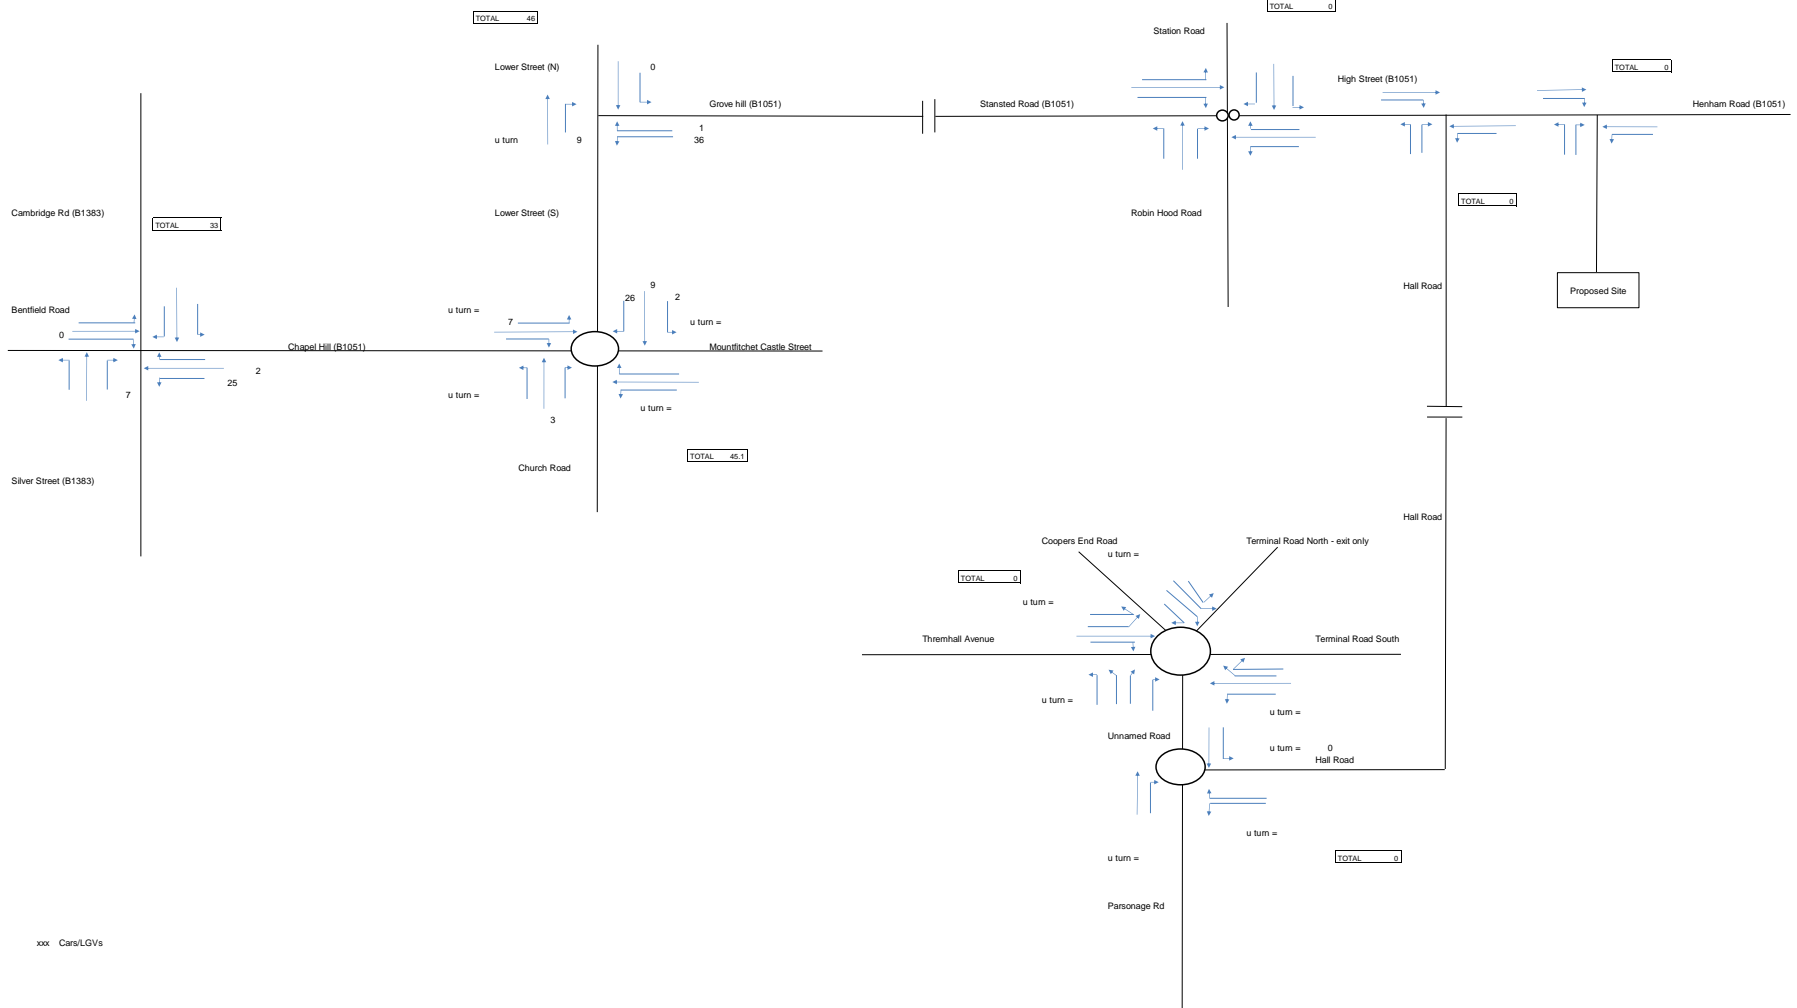 TOTAL 46
TOTAL 0
Station Road
Lower Street (N)
0
TOTAL 0
High Street (B1051)
Grove hill (B1051)
Stansted Road (B1051)
Henham Road (B1051)
1
u turn 9
36
TOTAL 0
Cambridge Rd (B1383)
Lower Street (S)
Robin Hood Road
TOTAL 33
Hall Road
Proposed Site
9
26
2
Bentfield Road
u turn =
7
u turn =
0
Chapel Hill (B1051)
Mountfitchet Castle Street
2
25
7
u turn =
u turn =
3
TOTAL 45.1
Church Road
Silver Street (B1383)
Hall Road
Coopers End Road
Terminal Road North - exit only
u turn =
TOTAL 0
u turn =
Thremhall Avenue
Terminal Road South
u turn =
u turn =
Unnamed Road
u turn = 0
Hall Road
u turn =
u turn =
TOTAL 0
Parsonage Rd
xxx Cars/LGVs